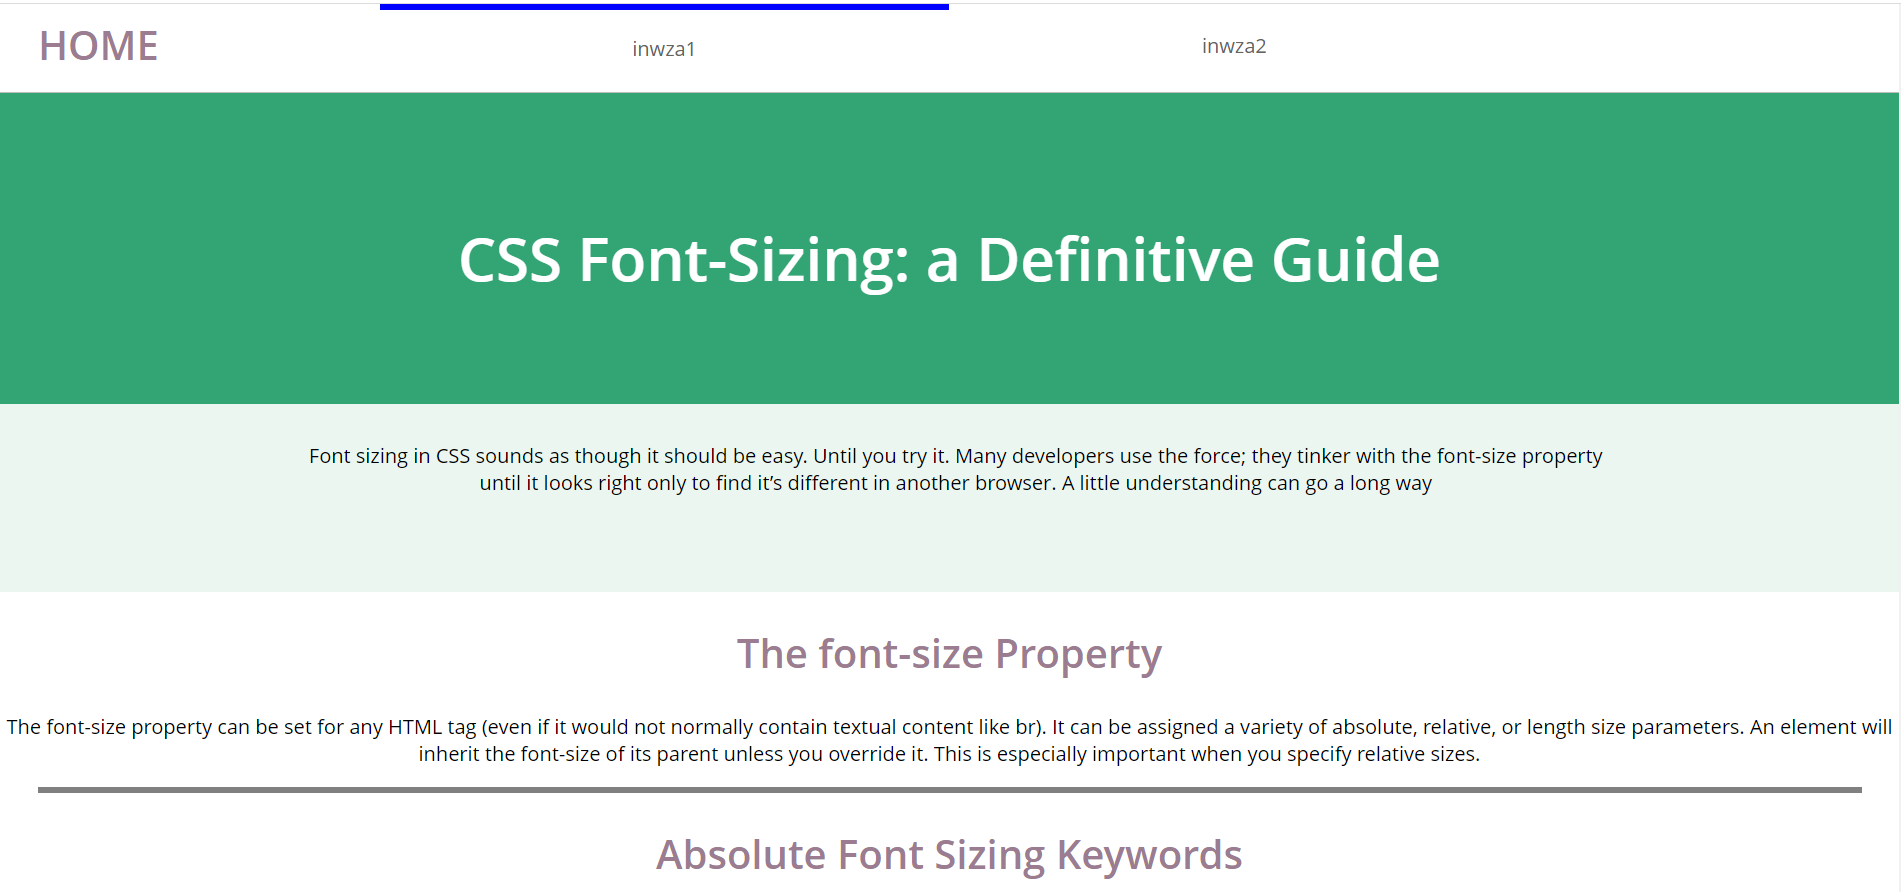 HOME
inwza1
inwza2
CSS Font-Sizing: a Definitive Guide
Font sizing in CSS sounds as though it should be easy. Until you try it. Many developers use the force; they tinker with the font-size property
until it looks right only to find it’s different in another browser. A little understanding can go a long way
The font-size Property
The font-size property can be set for any HTML tag (even if it would not normally contain textual content like br). It can be assigned a variety of absolute, relative, or length size parameters. An element will
inherit the font-size of its parent unless you override it. This is especially important when you specify relative sizes.
Absolute Font Sizing Keywords